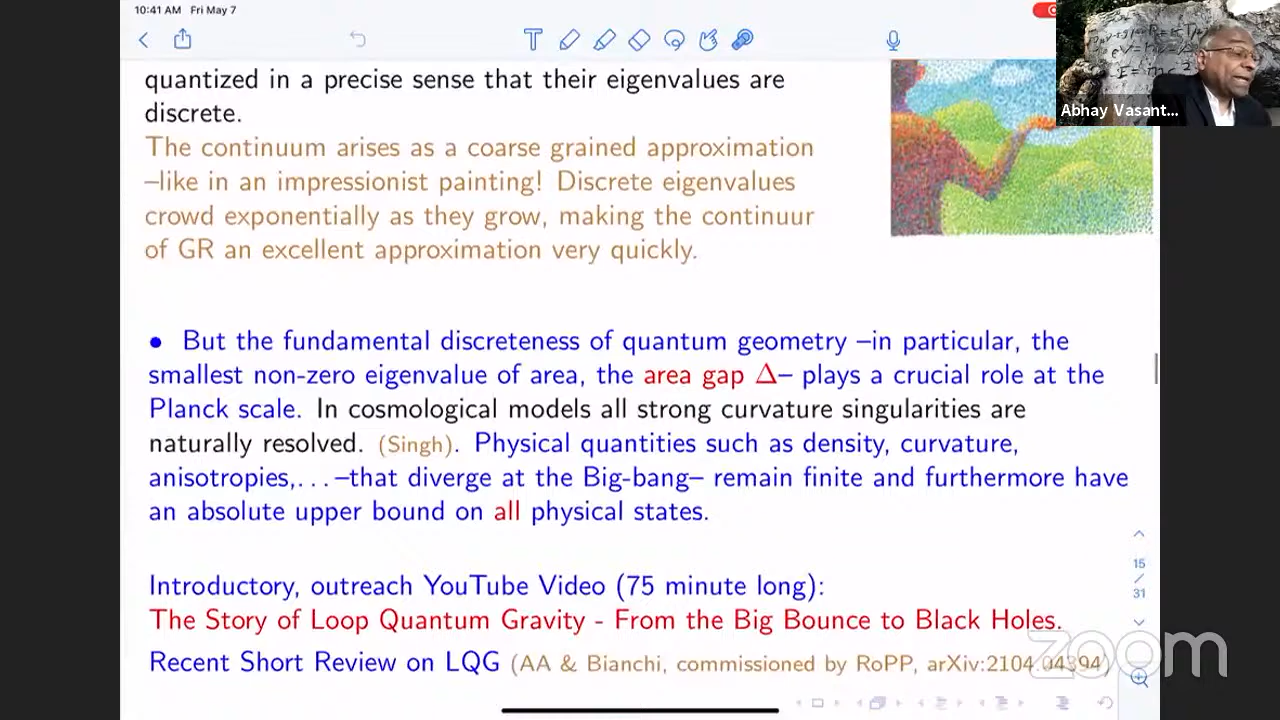 10:41 AM Fri May 7
quantized in a precise sense that their eigenvalues are
discrete.
The continuum arises as a coarse grained approximation
–like in an impressionist painting! Discrete eigenvalues
crowd exponentially as they grow, making the continuur
of GR an excellent approximation very quickly.
Abhay Vasant...
• But the fundamental discreteness of quantum geometry –in particular, the
smallest non-zero eigenvalue of area, the area gap Δ– plays a crucial role at the
Planck scale. In cosmological models all strong curvature singularities are
naturally resolved. (Singh). Physical quantities such as density, curvature,
anisotropies,...–that diverge at the Big-bang– remain finite and furthermore have
an absolute upper bound on all physical states.
Introductory, outreach YouTube Video (75 minute long):
The Story of Loop Quantum Gravity - From the Big Bounce to Black Holes.
Recent Short Review on LQG (AA & Bianchi, commissioned by RoPP, arXiv:2104.04394)
15
/
31
zoom